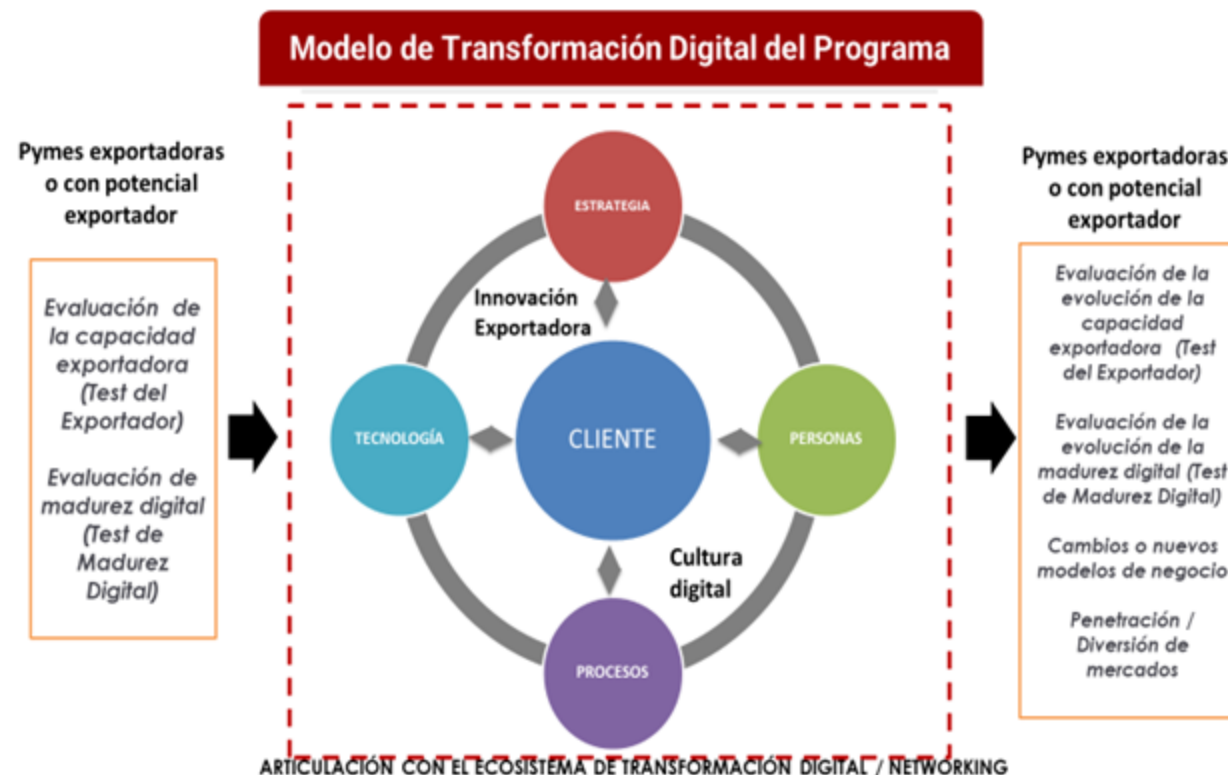 Modelo de Transformación Digital del Programa
Pymes exportadoras
o con potencial
exportador
Evaluación de
la capacidad
exportadora
(Test del
Exportador)
Evaluación de
madurez digital
(Test de
Madurez
Digital)
ESTRATEGIA
Innovación
Exportadora
TECNOLOGÍA
CLIENTE
PERSONAS
Cultura
digital
PROCESOS
Pymes exportadoras
o con potencial
exportador
Evaluación de la
evolución de la
capacidad
exportadora (Test
del Exportador)
Evaluación de la
evolución de la
madurez digital (Test
de Madurez Digital)
Cambios o nuevos
modelos de negocio
Penetración /
Diversión de
mercados
ARTICULACIÓN CON EL ECOSISTEMA DE TRANSFORMACIÓN DIGITAL / NETWORKING